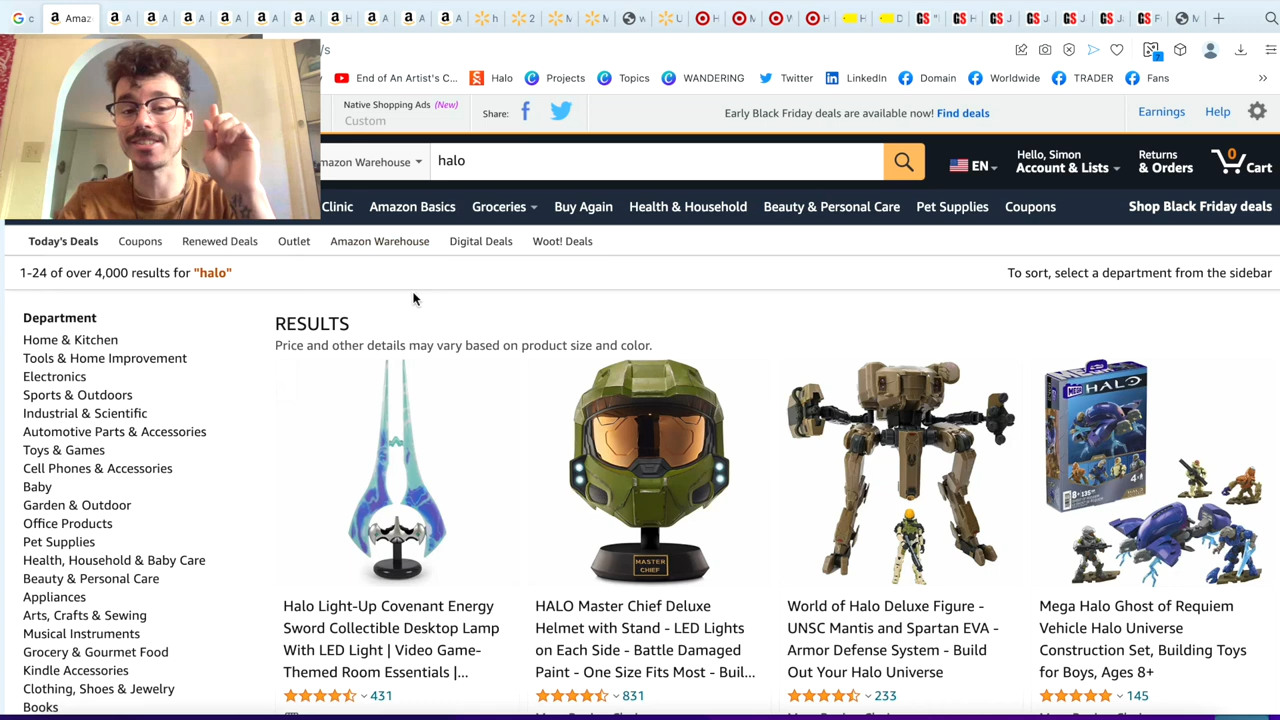 /s
End of An Artist's C...
Halo
Projects
Topics
WANDERING
Twitter
LinkedIn
Domain
Worldwide
TRADER
Fans
Native Shopping Ads (New)
Custom
Share:
Early Black Friday deals are available now! Find deals
Earnings
Help
mazon Warehouse
halo
EN
Hello, Simon
Account & Lists
Returns
& Orders
0
Cart
Clinic
Amazon Basics
Groceries
Buy Again
Health & Household
Beauty & Personal Care
Pet Supplies
Coupons
Shop Black Friday deals
Today's Deals
Coupons
Renewed Deals
Outlet
Amazon Warehouse
Digital Deals
Woot! Deals
1-24 of over 4,000 results for "halo"
To sort, select a department from the sidebar
Department
Home & Kitchen
Tools & Home Improvement
Electronics
Sports & Outdoors
Industrial & Scientific
Automotive Parts & Accessories
Toys & Games
Cell Phones & Accessories
Baby
Garden & Outdoor
Office Products
Pet Supplies
Health, Household & Baby Care
Beauty & Personal Care
Appliances
Arts, Crafts & Sewing
Musical Instruments
Grocery & Gourmet Food
Kindle Accessories
Clothing, Shoes & Jewelry
Books
RESULTS
Price and other details may vary based on product size and color.
MASTER
CHIEF
MEGA
HALO
8+
Halo Light-Up Covenant Energy
Sword Collectible Desktop Lamp
With LED Light | Video Game-
Themed Room Essentials |...
431
HALO Master Chief Deluxe
Helmet with Stand - LED Lights
on Each Side - Battle Damaged
Paint - One Size Fits Most - Buil...
831
World of Halo Deluxe Figure -
UNSC Mantis and Spartan EVA -
Armor Defense System - Build
Out Your Halo Universe
233
Mega Halo Ghost of Requiem
Vehicle Halo Universe
Construction Set, Building Toys
for Boys, Ages 8+
145